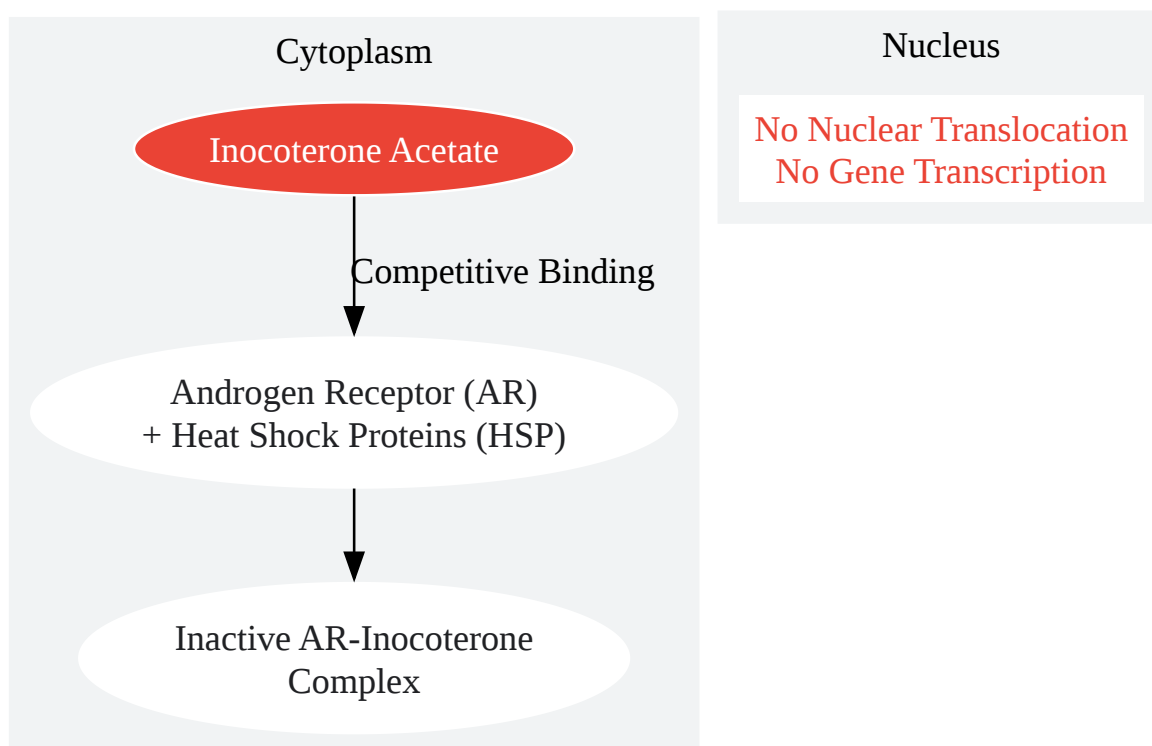 Cytoplasm
Inocoterone Acetate
Competitive Binding
Androgen Receptor (AR)
+ Heat Shock Proteins (HSP)
Inactive AR-Inocoterone
Complex
Nucleus
No Nuclear Translocation
No Gene Transcription